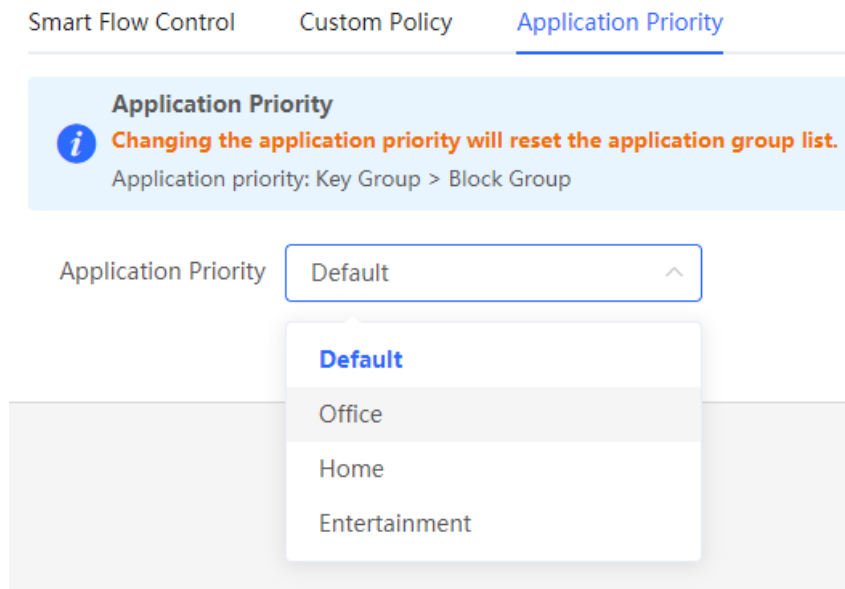 Smart Flow Control Custom Policy Application Priority
Application Priority
Changing the application priority will reset the application group list.
Application priority: Key Group > Block Group
Application Priority Default
Default
Office
Home
Entertainment